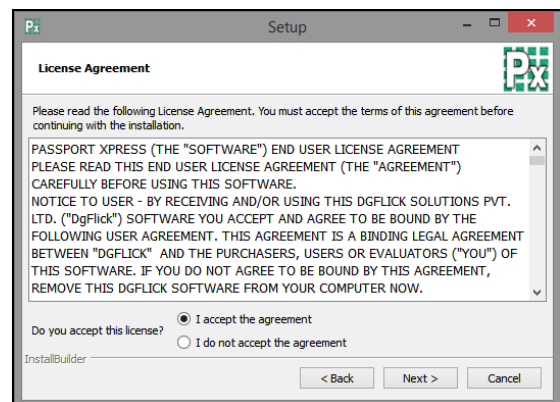 Px
Setup
License Agreement
Px
Please read the following License Agreement. You must accept the terms of this agreement before
continuing with the installation.
PASSPORT XPRESS (THE "SOFTWARE") END USER LICENSE AGREEMENT
PLEASE READ THIS END USER LICENSE AGREEMENT (THE "AGREEMENT")
CAREFULLY BEFORE USING THIS SOFTWARE.
NOTICE TO USER - BY RECEIVING AND/OR USING THIS DGFLICK SOLUTIONS PVT.
LTD. ("DgFlick") SOFTWARE YOU ACCEPT AND AGREE TO BE BOUND BY THE
FOLLOWING USER AGREEMENT. THIS AGREEMENT IS A BINDING LEGAL AGREEMENT
BETWEEN "DGFLICK" AND THE PURCHASERS, USERS OR EVALUATORS ("YOU") OF
THIS SOFTWARE. IF YOU DO NOT AGREE TO BE BOUND BY THIS AGREEMENT,
REMOVE THIS DGFLICK SOFTWARE FROM YOUR COMPUTER NOW.
Do you accept this license?
I accept the agreement
I do not accept the agreement
InstallBuilder
< Back
Next >
Cancel